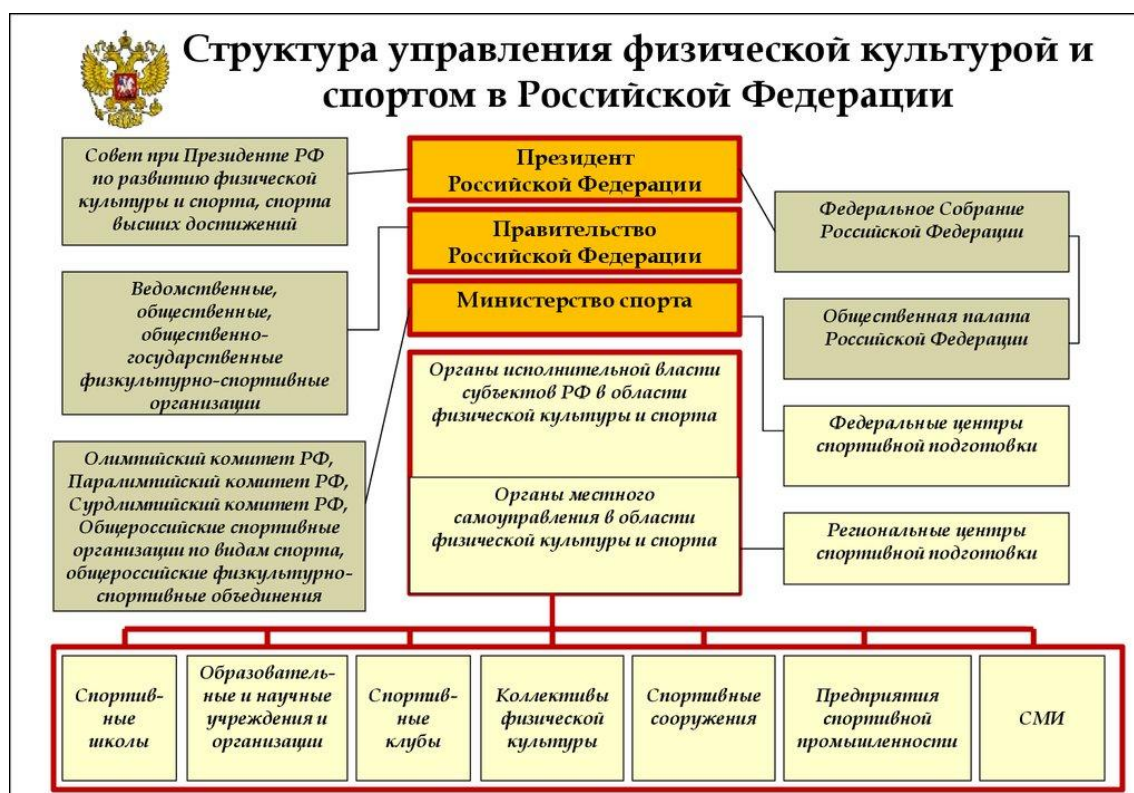 Структура управления физической культурой и
спортом в Российской Федерации
Совет при Президенте РФ
по развитию физической
культуры и спорта, спорта
высших достижений
Президент
Российской Федерации
Федеральное Собрание
Российской Федерации
Правительство
Российской Федерации
Ведомственные,
общественные,
общественно-
государственные
физкультурно-спортивные
организации
Министерство спорта
Общественная палата
Российской Федерации
Органы исполнительной власти
субъектов РФ в области
физической культуры и спорта
Федеральные центры
спортивной подготовки
Олимпийский комитет РФ,
Паралимпийский комитет РФ,
Сурдлимпийский комитет РФ,
Общероссийские спортивные
организации по видам спорта,
общероссийские физкультурно-
спортивные объединения
Органы местного
самоуправления в области
физической культуры и спорта
Региональные центры
спортивной подготовки
Спортив-
ные
школы
Образователь-
ные и научные
учреждения и
организации
Спортив-
ные
клубы
Коллективы
физической
культуры
Спортивные
сооружения
Предприятия
спортивной
промышленности
СМИ